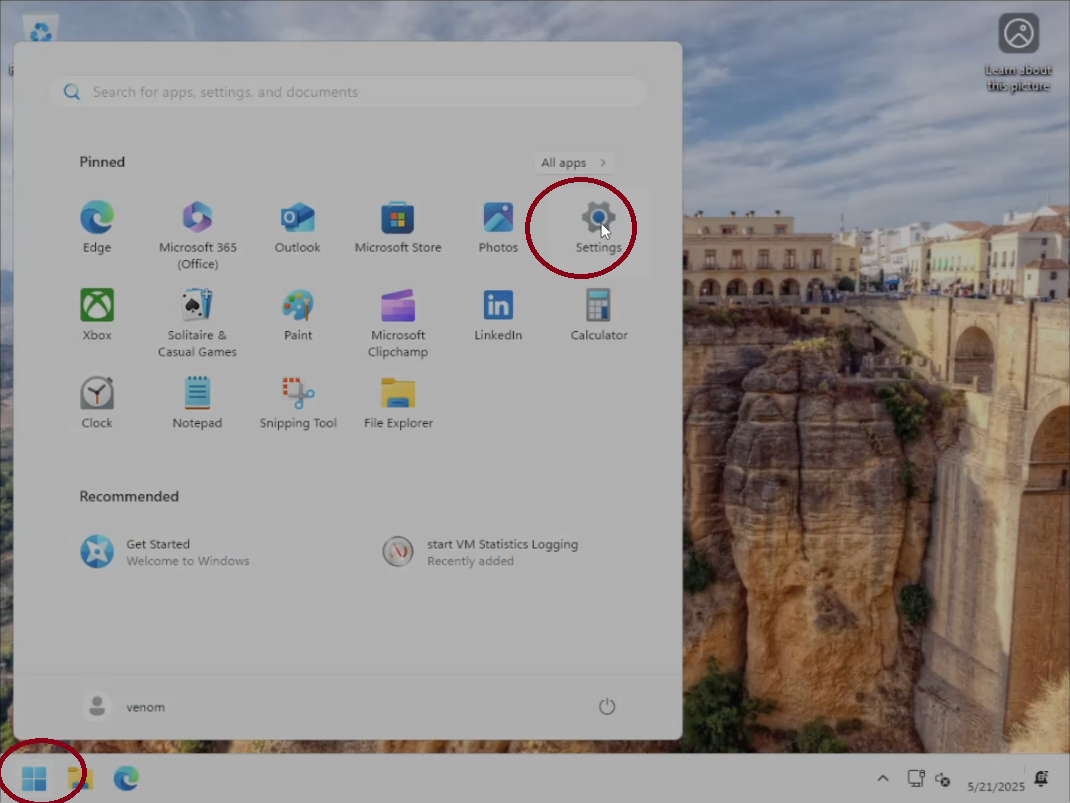 Learn about
this picture
Search for apps, settings, and documents
Pinned
All apps
Edge
Microsoft 365
(Office)
Outlook
Microsoft Store
Photos
Settings
Xbox
Solitaire &
Casual Games
Paint
Microsoft
Clipchamp
LinkedIn
Calculator
Clock
Notepad
Snipping Tool
File Explorer
Recommended
Get Started
Welcome to Windows
start VM Statistics Logging
Recently added
venom
5/21/2025